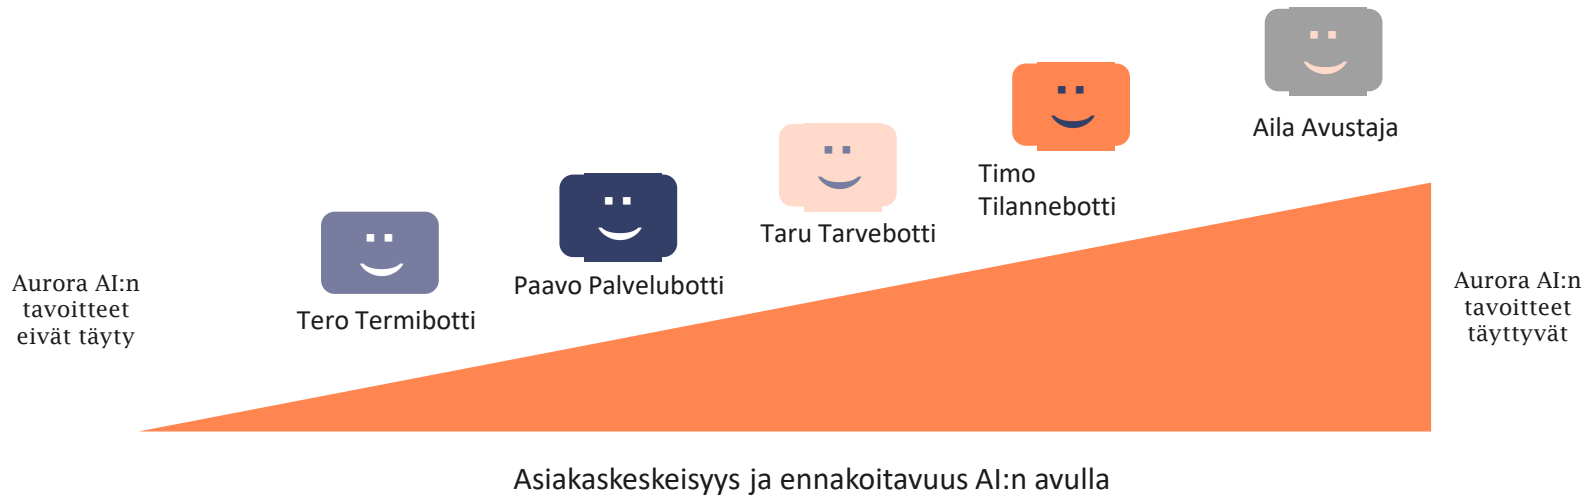 Aurora AI:n
tavoitteet
eivät täyty
Tero Termibotti
Paavo Palvelubotti
Taru Tarvebotti
Timo
Tilannebotti
Aila Avustaja
Aurora AI:n
tavoitteet
täyttyvät
Asiakaskeskeisyys ja ennakoitavuus AI:n avulla